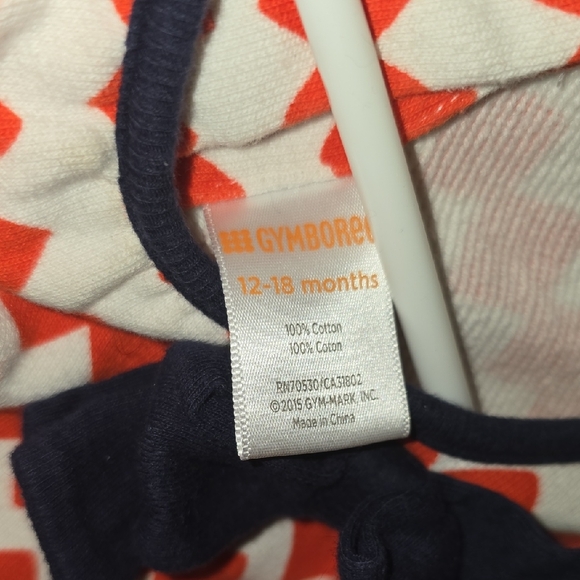 GYMBOREE
12-18 months
100% Cotton
100% Coton
RN70530/CA31802
©2015 GYM-MARK, INC.
Made in China